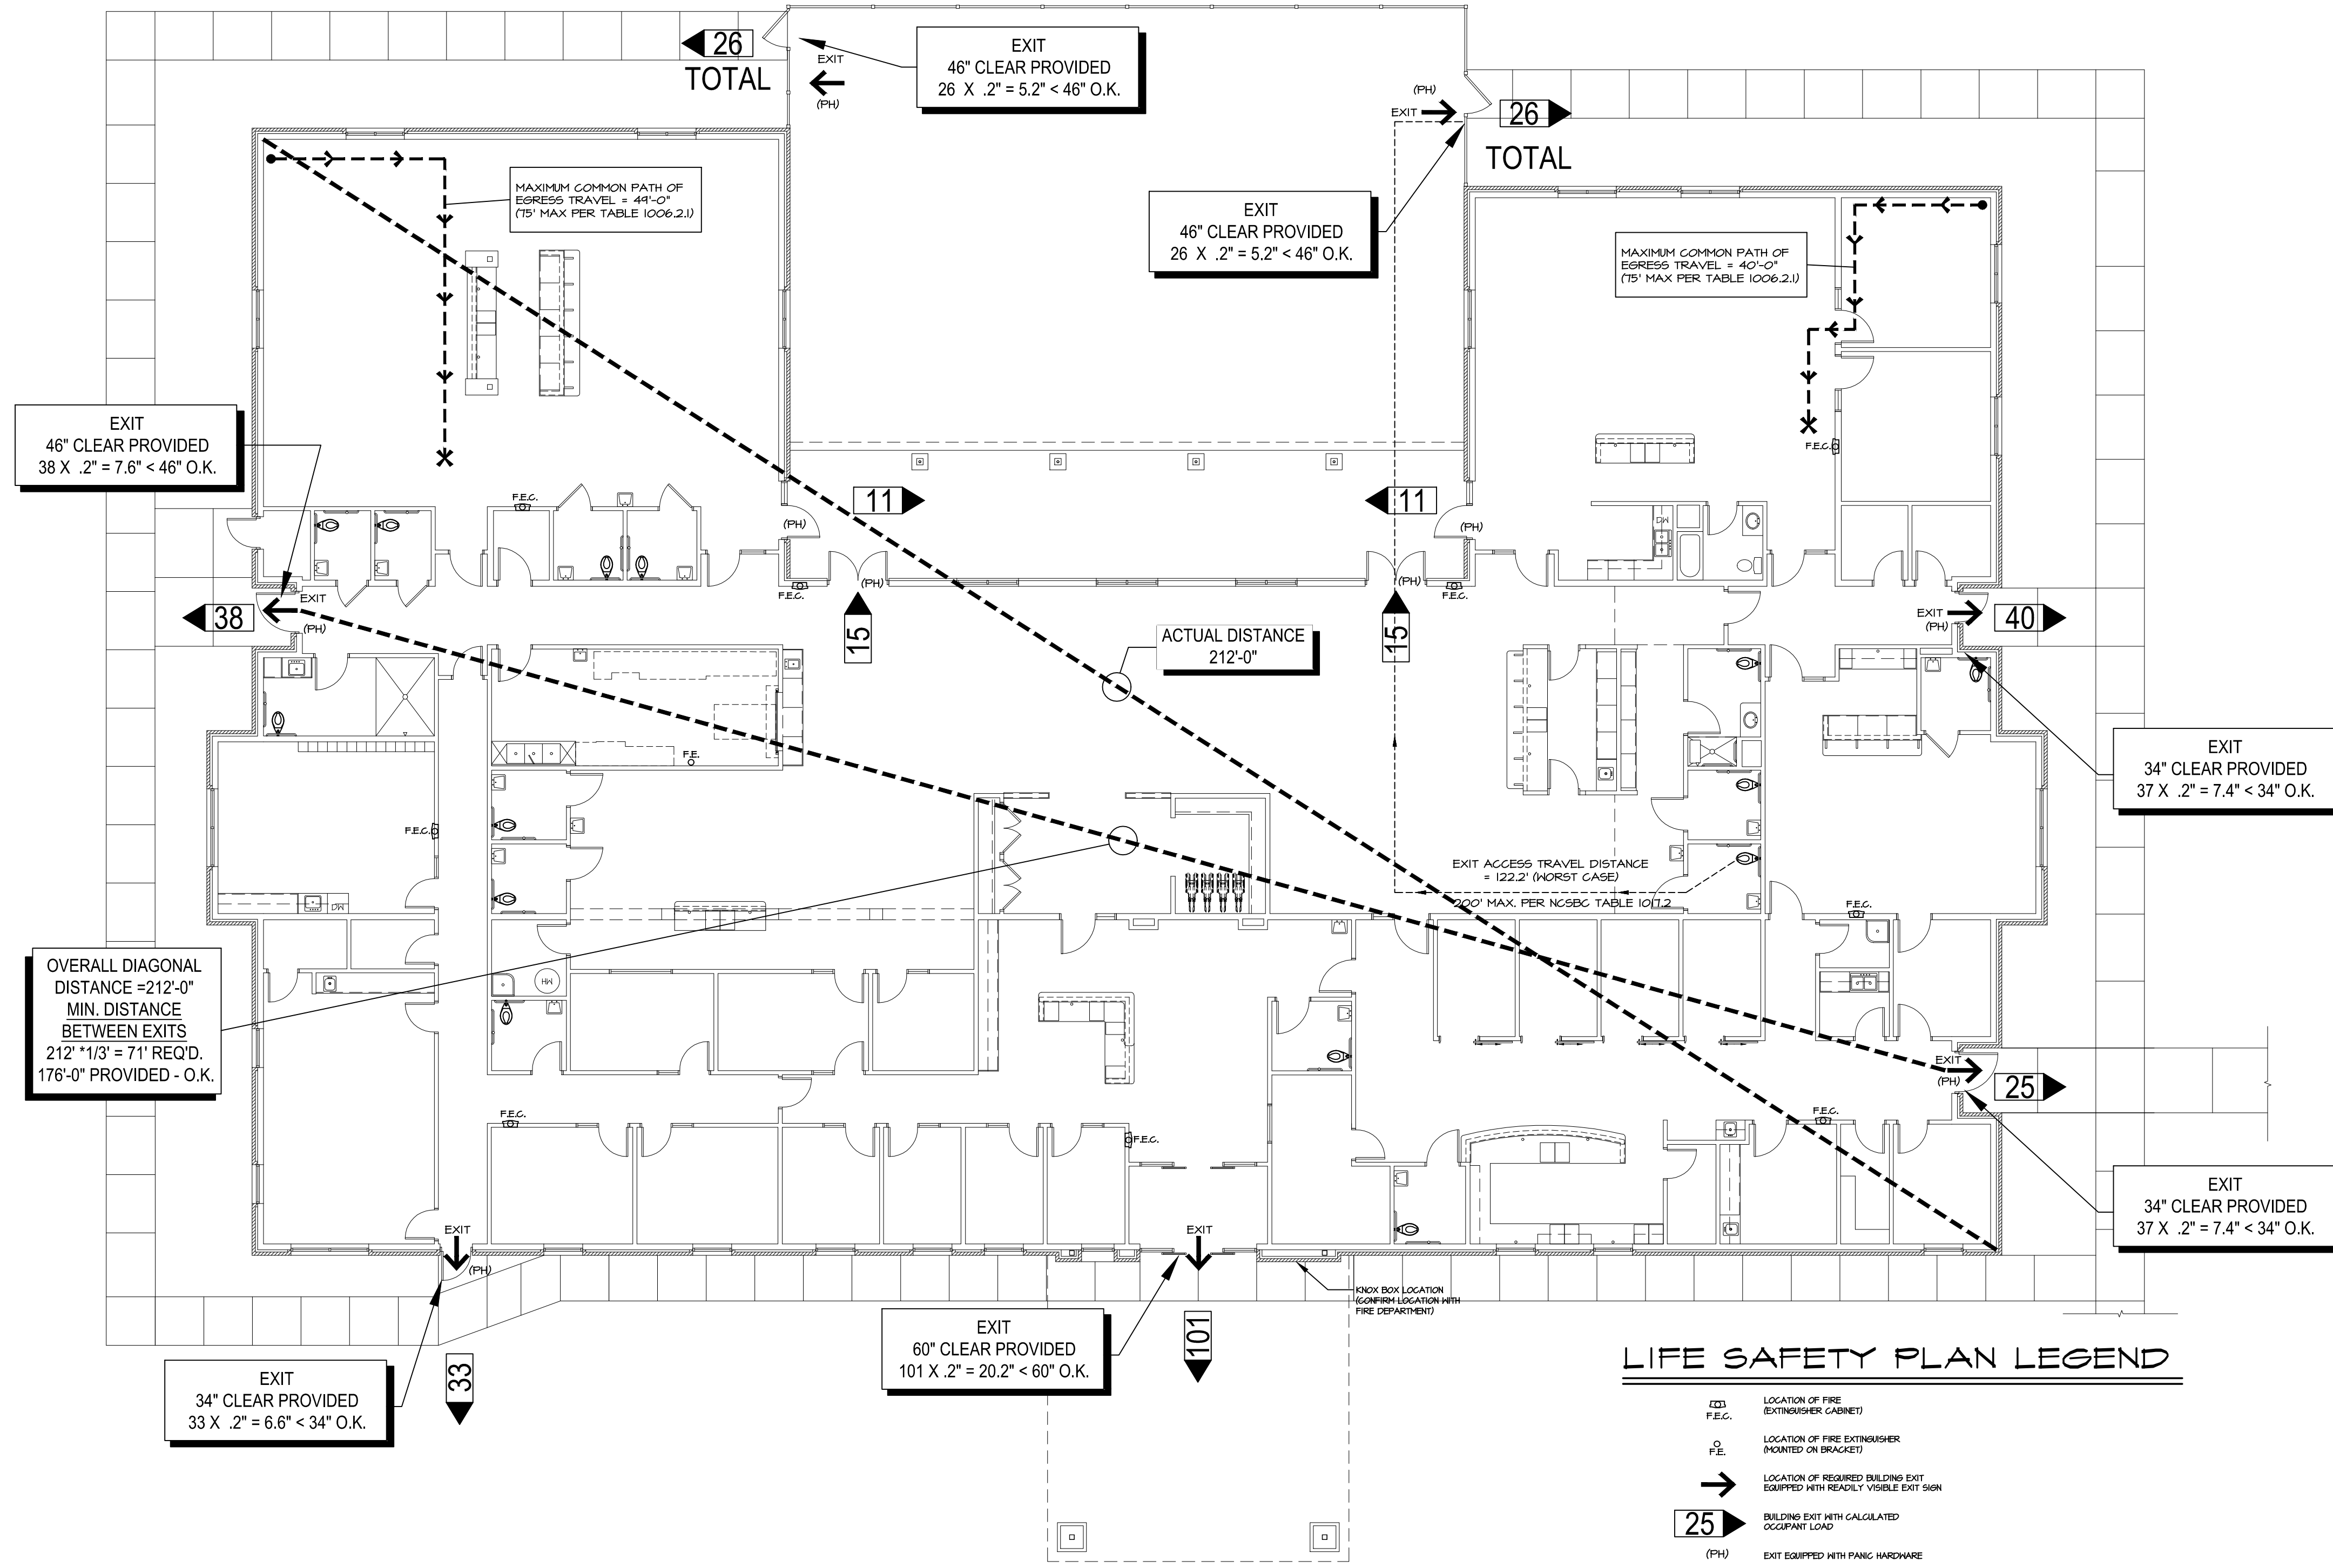 26
TOTAL
EXIT
(PH)
EXIT
46" CLEAR PROVIDED
26 X .2" = 5.2" < 46" O.K.
(PH)
EXIT
26
TOTAL
MAXIMUM COMMON PATH OF
EGRESS TRAVEL = 49'-0"
(75' MAX PER TABLE 1006.2.1)
EXIT
46" CLEAR PROVIDED
26 X .2" = 5.2" < 46" O.K.
MAXIMUM COMMON PATH OF
EGRESS TRAVEL = 40'-0"
(75' MAX PER TABLE 1006.2.1)
EXIT
46" CLEAR PROVIDED
38 X .2" = 7.6" < 46" O.K.
F.E.C.
F.E.C.
11
11
(PH)
(PH)
DW
(PH)
(PH)
F.E.C.
F.E.C.
EXIT
38
(PH)
15
15
EXIT
(PH)
40
ACTUAL DISTANCE
212'-0"
F.E.
EXIT
34" CLEAR PROVIDED
37 X .2" = 7.4" < 34" O.K.
F.E.C.
EXIT ACCESS TRAVEL DISTANCE
= 122.2' (WORST CASE)
200' MAX. PER NCSBC TABLE 1017.2
DW
F.E.C.
OVERALL DIAGONAL
DISTANCE =212'-0"
MIN. DISTANCE
BETWEEN EXITS
212' *1/3' = 71' REQ'D.
176'-0" PROVIDED - O.K.
WH
EXIT
(PH)
25
F.E.C.
F.E.C.
F.E.C.
EXIT
34" CLEAR PROVIDED
37 X .2" = 7.4" < 34" O.K.
EXIT
(PH)
EXIT
KNOX BOX LOCATION
(CONFIRM LOCATION WITH
FIRE DEPARTMENT)
EXIT
60" CLEAR PROVIDED
101 X .2" = 20.2" < 60" O.K.
101
EXIT
34" CLEAR PROVIDED
33 X .2" = 6.6" < 34" O.K.
33
LIFE SAFETY PLAN LEGEND
F.E.C.
LOCATION OF FIRE
(EXTINGUISHER CABINET)
F.E.
LOCATION OF FIRE EXTINGUISHER
(MOUNTED ON BRACKET)
LOCATION OF REQUIRED BUILDING EXIT
EQUIPPED WITH READILY VISIBLE EXIT SIGN
25
BUILDING EXIT WITH CALCULATED
OCCUPANT LOAD
(PH)
EXIT EQUIPPED WITH PANIC HARDWARE